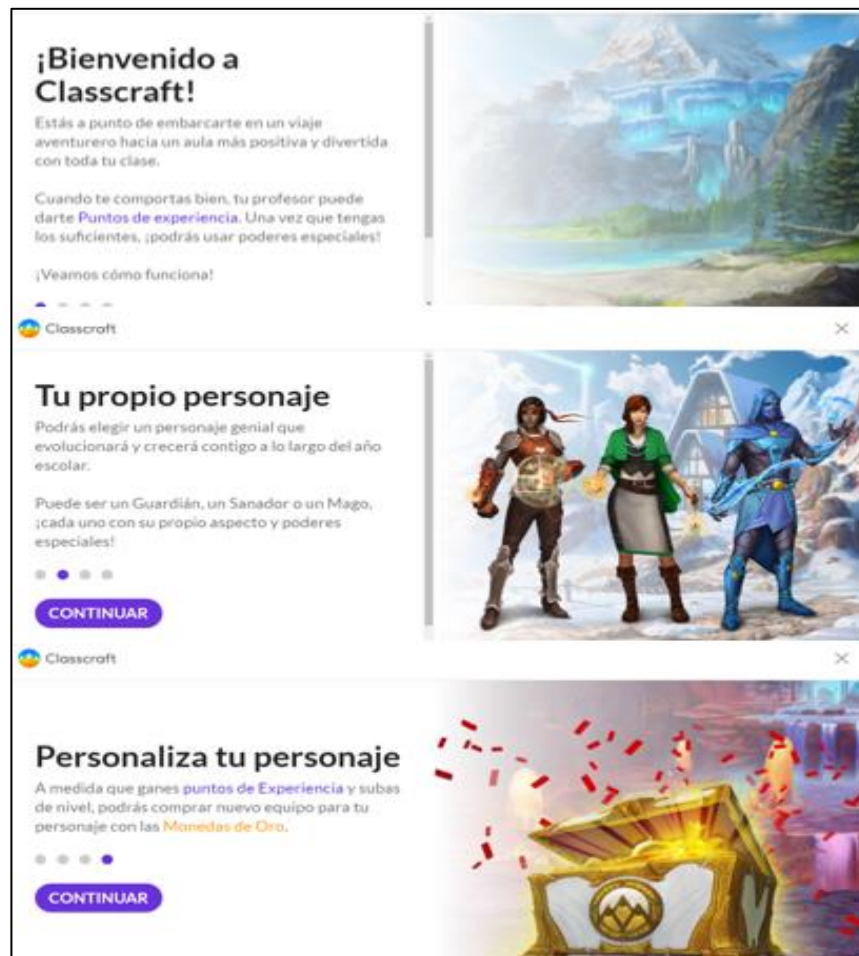 ¡Bienvenido a
Classcraft!
Estás a punto de embarcarte en un viaje
aventurero hacia un aula más positiva y divertida
con toda tu clase.
Cuando te comportas bien, tu profesor puede
darte Puntos de experiencia. Una vez que tengas
los suficientes, ¡podrás usar poderes especiales!
¡Veamos cómo funciona!
Classcraft
Tu propio personaje
Podrás elegir un personaje genial que
evolucionará y crecerá contigo a lo largo del año
escolar.
Puede ser un Guardián, un Sanador o un Mago,
¡cada uno con su propio aspecto y poderes
especiales!
CONTINUAR
Classcraft
Personaliza tu personaje
A medida que ganes puntos de Experiencia y subas
de nivel, podrás comprar nuevo equipo para tu
personaje con las Monedas de Oro.
CONTINUAR